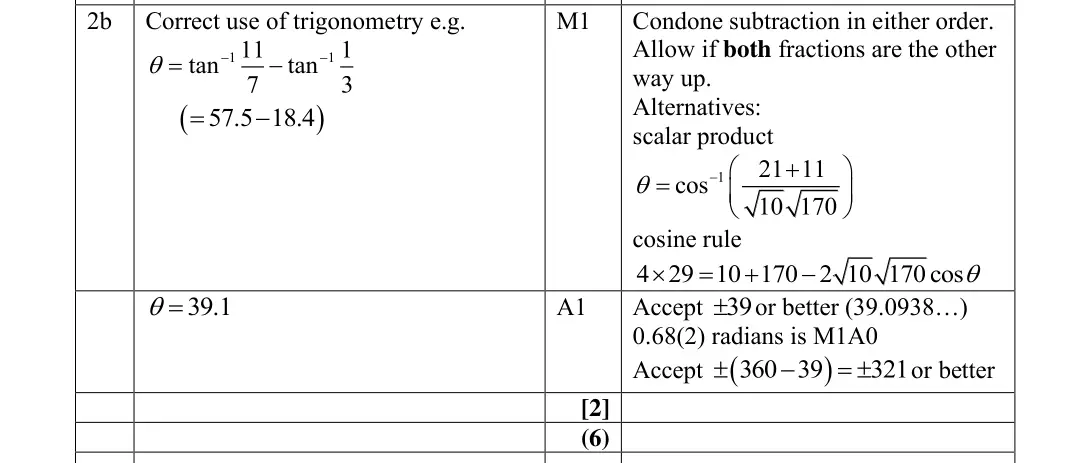 2b Correct use of trigonometry e.g. M1 Condone subtraction in either order.
θ = tan⁻¹ 11/7 − tan⁻¹ 1/3
(= 57.5 − 18.4)
Allow if both fractions are the other
way up.
Alternatives:
scalar product
θ = cos⁻¹ ( (21+11) / (√10 √170) )
cosine rule
4×29 = 10+170 − 2√10 √170 cos θ
θ = 39.1 A1 Accept ±39 or better (39.0938…)
0.68(2) radians is M1A0
Accept ±(360−39) = ±321 or better
[2]
(6)